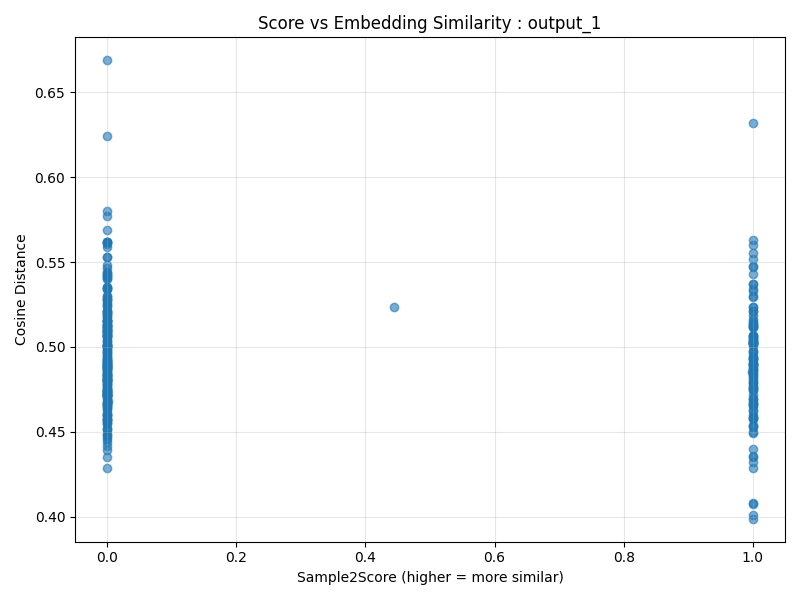 Score vs Embedding Similarity : output_1
Cosine Distance
0.65
0.60
0.55
0.50
0.45
0.40
0.0 0.2 0.4 0.6 0.8 1.0
Sample2Score (higher = more similar)